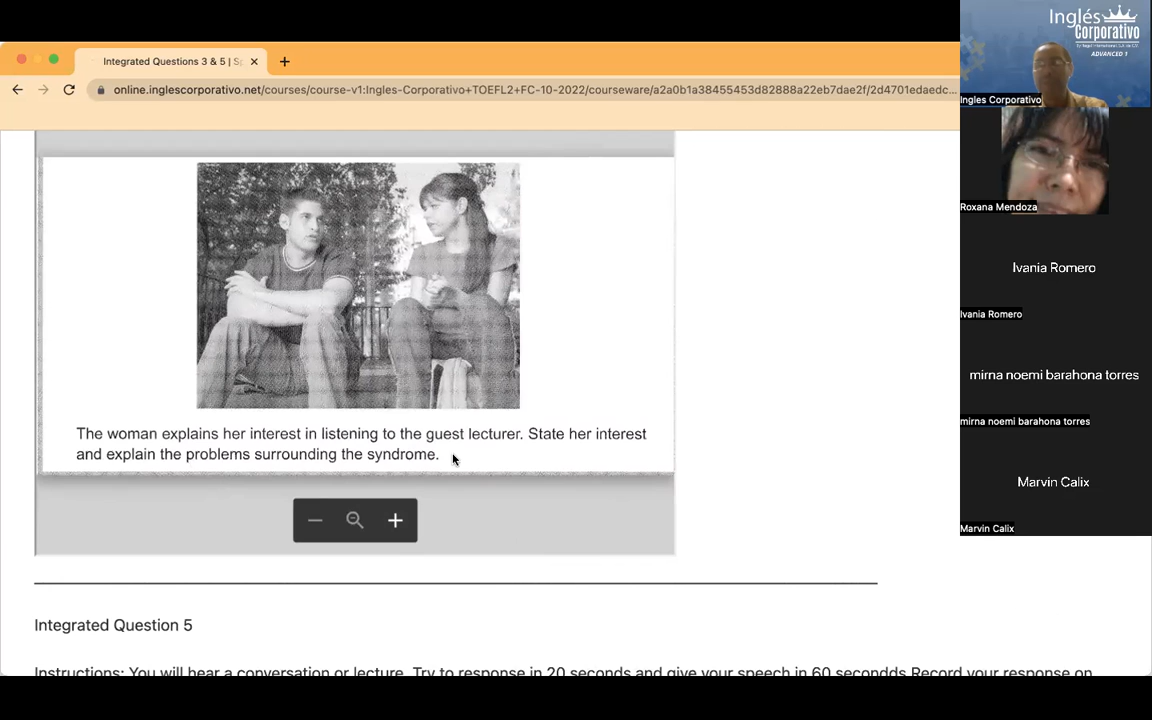 Integrated Questions 3 & 5 | S
online.inglescorporativo.net/courses/course-v1:Ingles-Corporativo+TOEFL2+FC-10-2022/courseware/a2a0b1a38455453d82888a22eb7dae2f/2d4701edaedc...
The woman explains her interest in listening to the guest lecturer. State her interest
and explain the problems surrounding the syndrome.
Integrated Question 5
Instructions: You will hear a conversation or lecture. Try to response in 20 seconds and give your speech in 60 secondds Record your response on
Inglés
Corporativo
ADVANCED 1
Ingles Corporativo
Roxana Mendoza
Ivania Romero
Ivania Romero
mirna noemi barahona torres
mirna noemi barahona torres
Marvin Calix
Marvin Calix